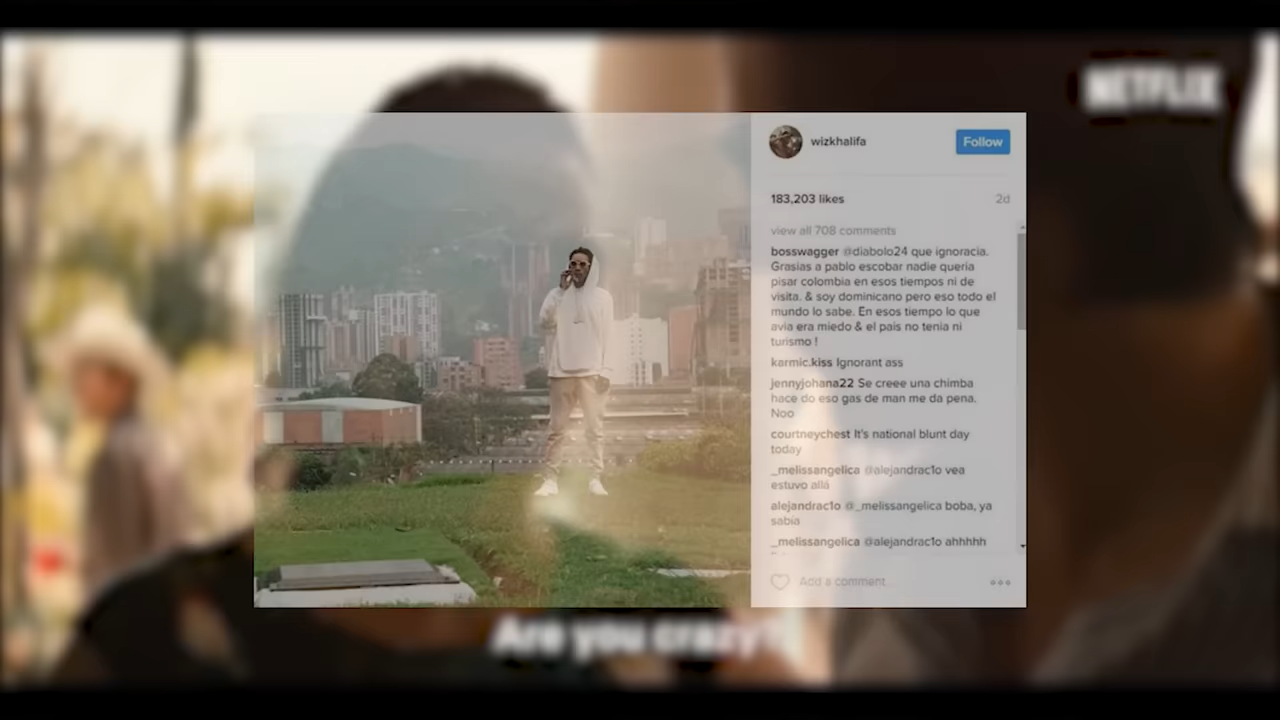 NETFLIX
wizkhalifa
Follow
183,203 likes
2d
view all 708 comments
bosswagger @diabolo24 que ignoracia.
Grasias a pablo escobar nadie queria
pisar colombia en esos tiempos ni de
visita. & soy dominicano pero eso todo el
mundo lo sabe. En esos tiempo lo que
avia era miedo & el pais no tenia ni
turismo !
karmic.kiss Ignorant ass
jennyjohana22 Se creee una chimba
hace do eso gas de man me da pena.
Noo
courtneychest It's national blunt day
today
_melissangelica @alejandrac1o vea
estuvo allá
alejandrac1o @_melissangelica boba, ya
sabía
_melissangelica @alejandrac1o ahhhhh
Add a comment
Are you crazy?